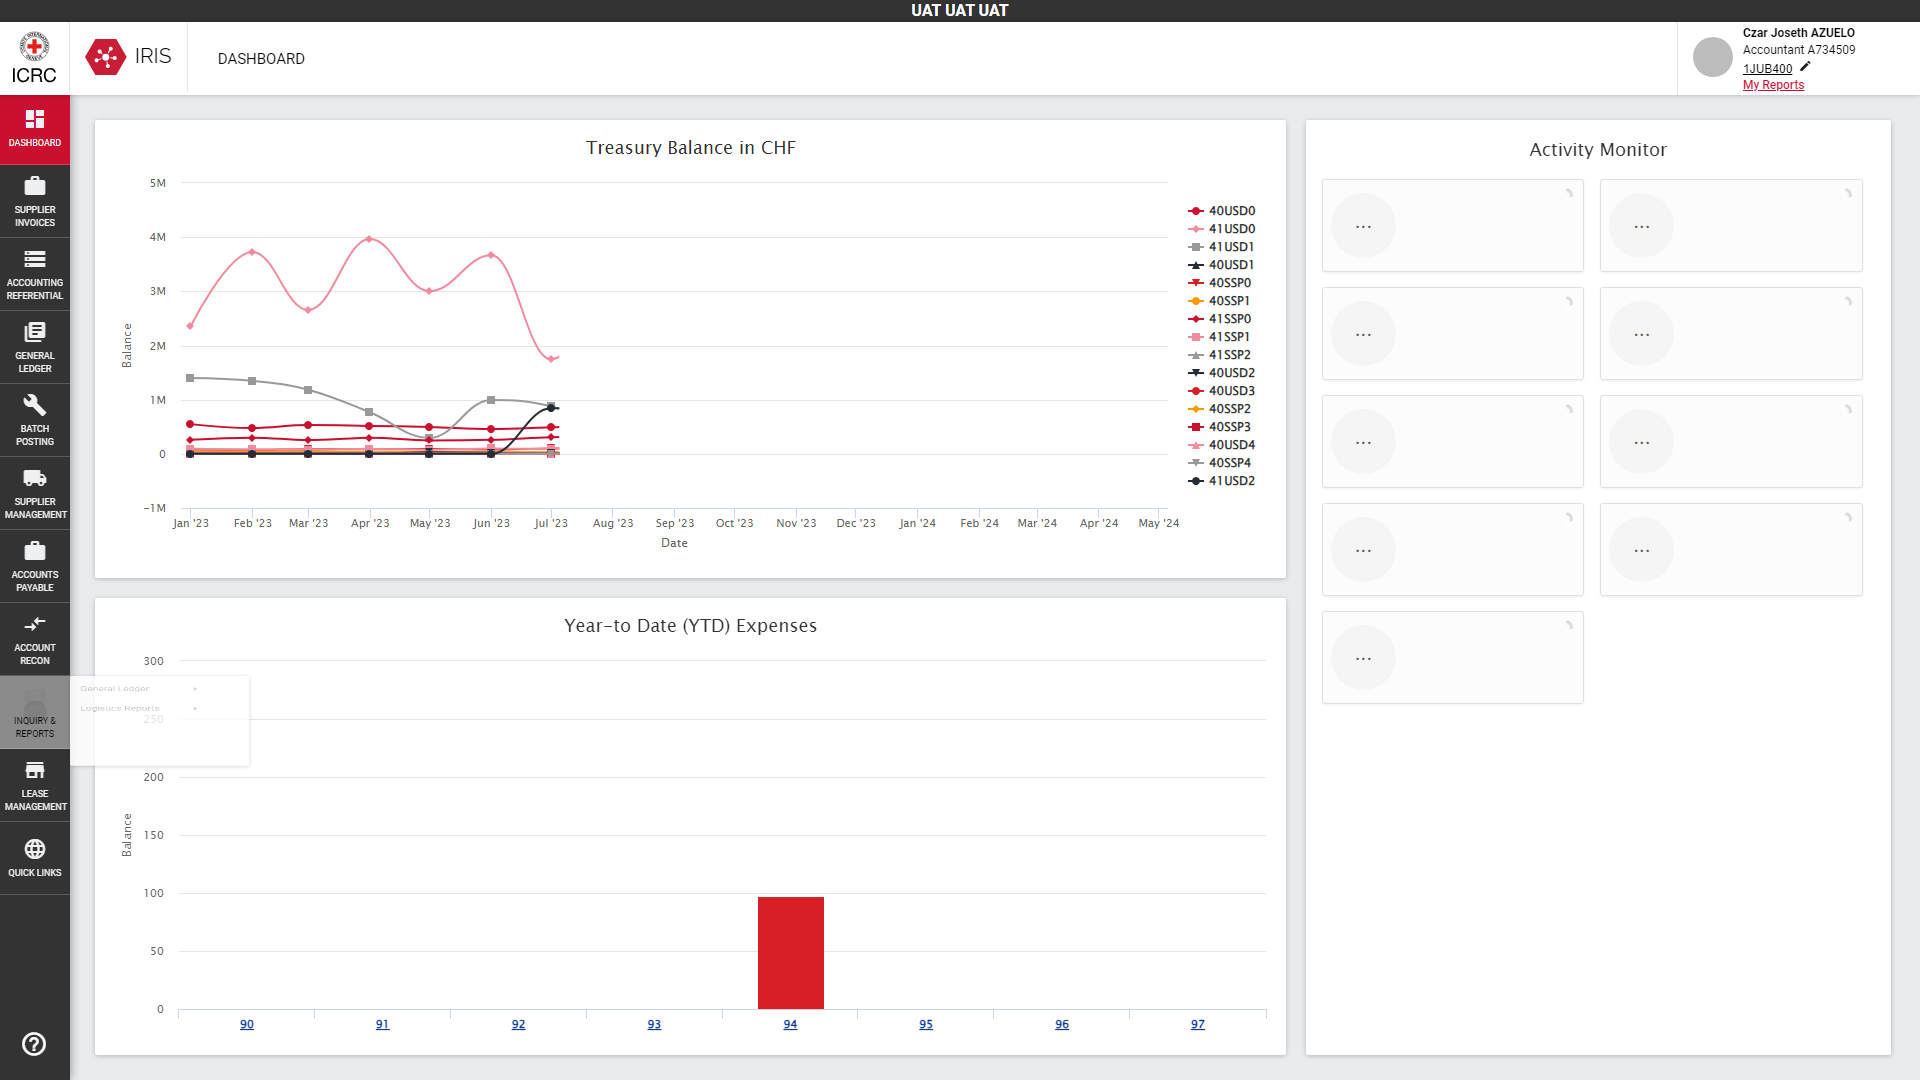 UAT UAT UAT
ICRC
IRIS
DASHBOARD
Czar Joseth AZUELO
Accountant A734509
1JUB400
My Reports
DASHBOARD
SUPPLIER
INVOICES
ACCOUNTING
REFERENTIAL
GENERAL
LEDGER
BATCH
POSTING
SUPPLIER
MANAGEMENT
ACCOUNTS
PAYABLE
ACCOUNT
RECON
INQUIRY &
REPORTS
LEASE
MANAGEMENT
QUICK LINKS
General Ledger
Logistics Reports
Treasury Balance in CHF
5M
4M
3M
2M
1M
0
-1M
Balance
Jan '23 Feb '23 Mar '23 Apr '23 May '23 Jun '23 Jul '23 Aug '23 Sep '23 Oct '23 Nov '23 Dec '23 Jan '24 Feb '24 Mar '24 Apr '24 May '24
Date
40USD0
41USD0
41USD1
40USD1
40SSP0
40SSP1
41SSP0
41SSP1
41SSP2
40USD2
40USD3
40SSP2
40SSP3
40USD4
40SSP4
41USD2
Year-to Date (YTD) Expenses
300
250
200
150
100
50
0
Balance
90 91 92 93 94 95 96 97
Activity Monitor
... ...
... ...
... ...
... ...
...